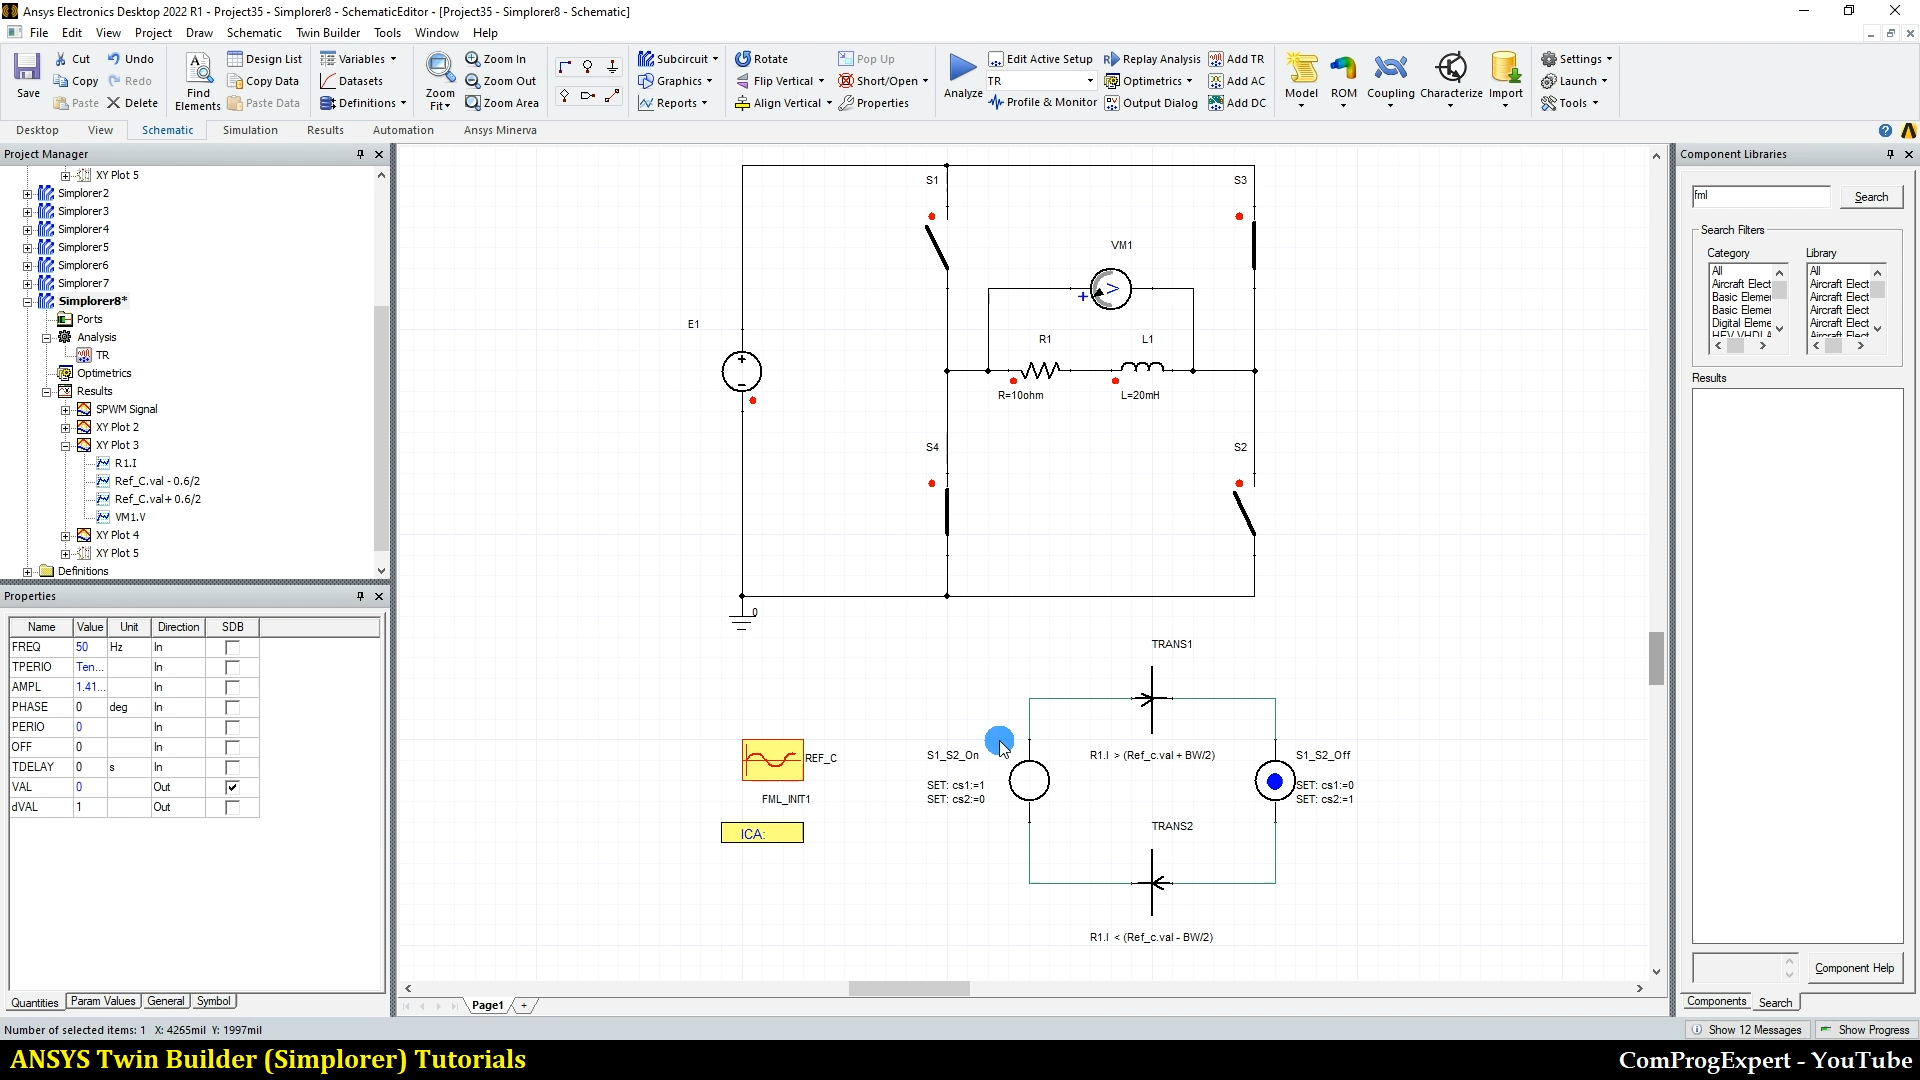 Ansys Electronics Desktop 2022 R1 - Project35 - Simplorer8 - SchematicEditor - [Project35 - Simplorer8 - Schematic]
File Edit View Project Draw Schematic Twin Builder Tools Window Help
Save Cut Copy Paste Undo Redo Delete
Find Elements Design List Copy Data Paste Data
Variables Datasets Definitions
Zoom Fit Zoom In Zoom Out Zoom Area
Subcircuit Graphics Reports
Rotate Flip Vertical Align Vertical
Pop Up Short/Open Properties
Analyze Edit Active Setup TR Profile & Monitor
Replay Analysis Optimetrics Output Dialog
Add TR Add AC Add DC
Model ROM Coupling Characterize Import
Settings Launch Tools
Desktop View Schematic Simulation Results Automation Ansys Minerva
Project Manager
XY Plot 5
Simplorer2
Simplorer3
Simplorer4
Simplorer5
Simplorer6
Simplorer7
Simplorer8*
Ports
Analysis
TR
Optimetrics
Results
SPWM Signal
XY Plot 2
XY Plot 3
R1.I
Ref_C.val - 0.6/2
Ref_C.val+ 0.6/2
VM1.V
XY Plot 4
XY Plot 5
Definitions
Properties
Name Value Unit Direction SDB
FREQ 50 Hz In
TPERIO Ten... In
AMPL 1.41... In
PHASE 0 deg In
PERIO 0 In
OFF 0 In
TDELAY 0 s In
VAL 0 Out
dVAL 1 Out
Quantities Param Values General Symbol
S1
S3
VM1
+
V
E1
+
-
R1
L1
R=10ohm
L=20mH
S4
S2
0
TRANS1
REF_C
S1_S2_On
R1.I > (Ref_c.val + BW/2)
S1_S2_Off
FML_INIT1
SET: cs1:=1
SET: cs2:=0
SET: cs1:=0
SET: cs2:=1
ICA:
TRANS2
R1.I < (Ref_c.val - BW/2)
Page1 +
Component Libraries
fml Search
Search Filters
Category Library
All All
Aircraft Elect Aircraft Elect
Basic Elemer Aircraft Elect
Basic Elemer Aircraft Elect
Digital Eleme Aircraft Elect
Results
Component Help
Components Search
Number of selected items: 1 X: 4265mil Y: 1997mil
Show 12 Messages Show Progress
ANSYS Twin Builder (Simplorer) Tutorials
ComProgExpert - YouTube